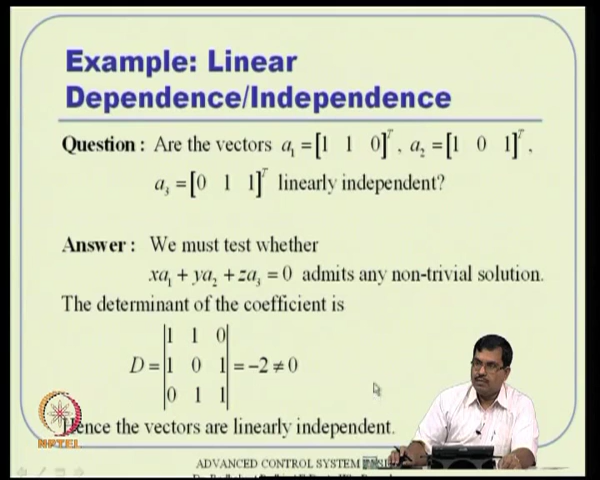 Example: Linear
Dependence/Independence
Question : Are the vectors a₁ = [1 1 0]ᵀ, a₂ = [1 0 1]ᵀ,
a₃ = [0 1 1]ᵀ linearly independent?
Answer : We must test whether
xa₁ + ya₂ + za₃ = 0 admits any non-trivial solution.
The determinant of the coefficient is
|1 1 0|
D = |1 0 1| = −2 ≠ 0
|0 1 1|
Hence the vectors are linearly independent.
NPTEL
ADVANCED CONTROL SYSTEM